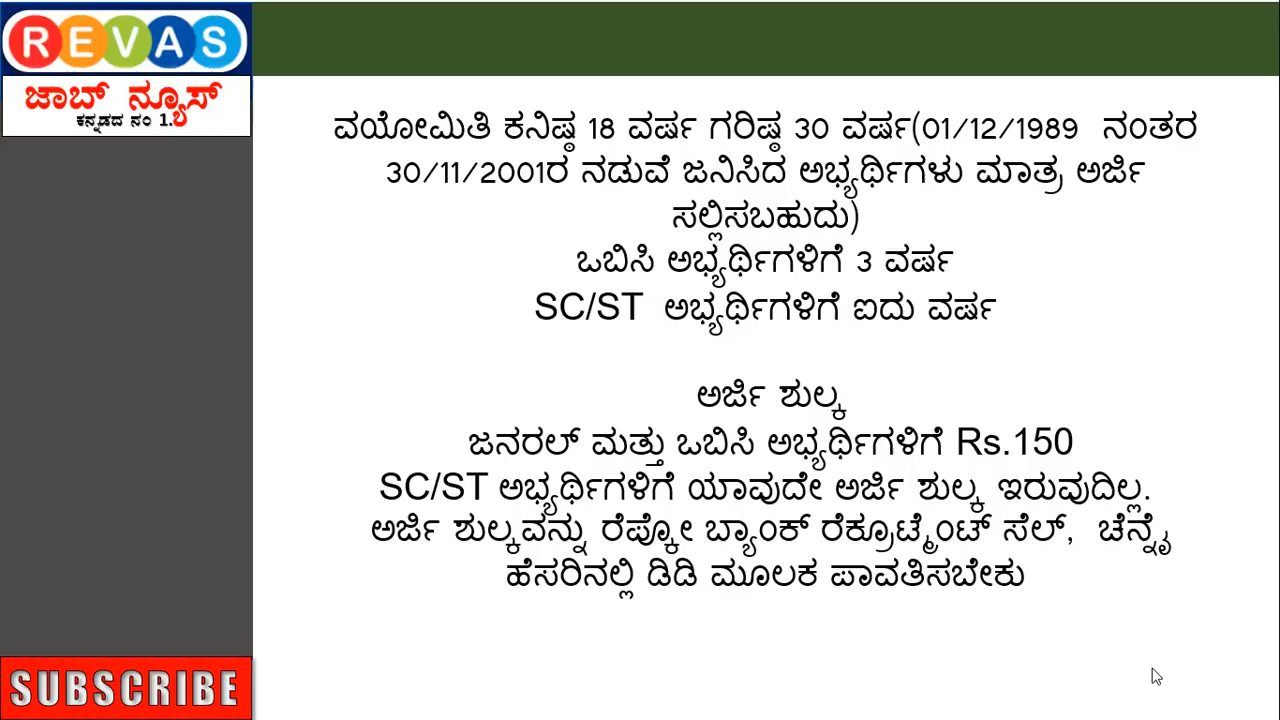 REVAS
ಜಾಬ್ ನ್ಯೂಸ್
ಕನ್ನಡದ ನಂ 1.
ವಯೋಮಿತಿ ಕನಿಷ್ಠ 18 ವರ್ಷ ಗರಿಷ್ಠ 30 ವರ್ಷ(01/12/1989 ನಂತರ
30/11/2001ರ ನಡುವೆ ಜನಿಸಿದ ಅಭ್ಯರ್ಥಿಗಳು ಮಾತ್ರ ಅರ್ಜಿ
ಸಲ್ಲಿಸಬಹುದು)
ಒಬಿಸಿ ಅಭ್ಯರ್ಥಿಗಳಿಗೆ 3 ವರ್ಷ
SC/ST ಅಭ್ಯರ್ಥಿಗಳಿಗೆ ಐದು ವರ್ಷ
ಅರ್ಜಿ ಶುಲ್ಕ
ಜನರಲ್ ಮತ್ತು ಒಬಿಸಿ ಅಭ್ಯರ್ಥಿಗಳಿಗೆ Rs.150
SC/ST ಅಭ್ಯರ್ಥಿಗಳಿಗೆ ಯಾವುದೇ ಅರ್ಜಿ ಶುಲ್ಕ ಇರುವುದಿಲ್ಲ.
ಅರ್ಜಿ ಶುಲ್ಕವನ್ನು ರೆಪ್ಕೋ ಬ್ಯಾಂಕ್ ರೆಕ್ರೂಟ್ಮೆಂಟ್ ಸೆಲ್, ಚೆನ್ನೈ
ಹೆಸರಿನಲ್ಲಿ ಡಿಡಿ ಮೂಲಕ ಪಾವತಿಸಬೇಕು
SUBSCRIBE